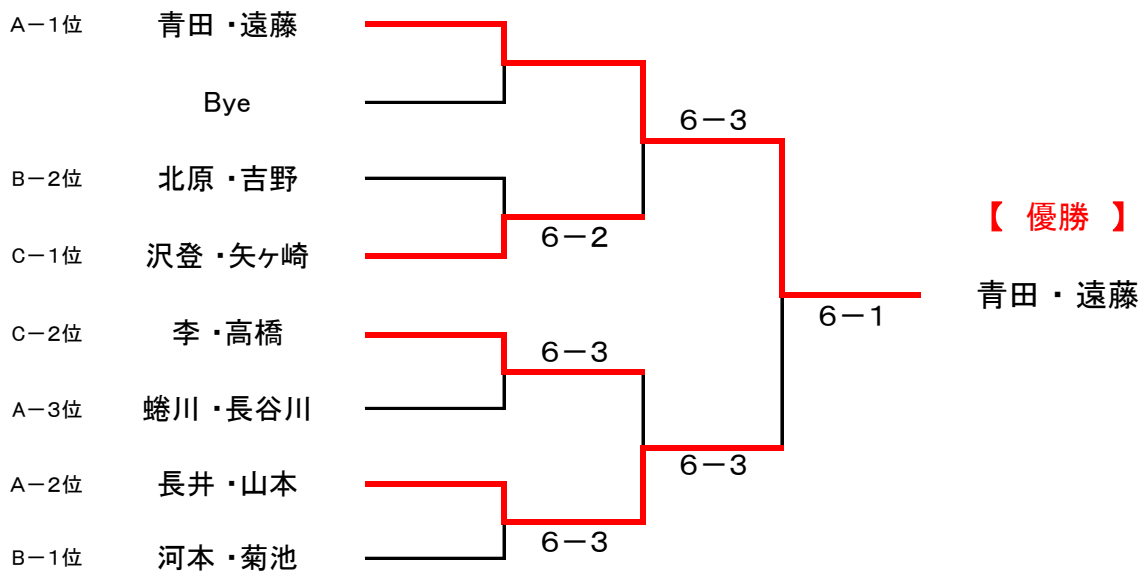 A－1位 青田・遠藤
Bye
6－3
B－2位 北原・吉野
【 優勝 】
6－2
C－1位 沢登・矢ヶ崎
青田・遠藤
6－1
C－2位 李・高橋
6－3
A－3位 蜷川・長谷川
6－3
A－2位 長井・山本
6－3
B－1位 河本・菊池